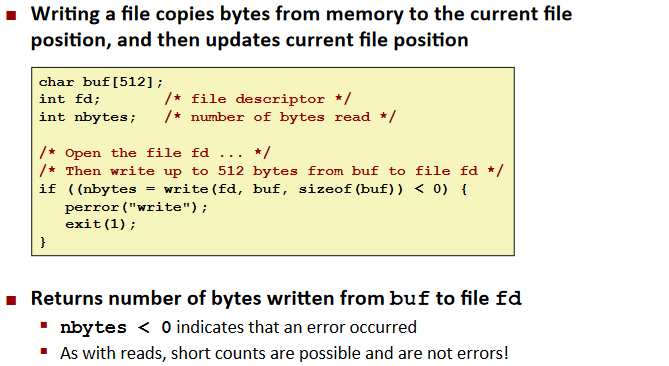 Writing a file copies bytes from memory to the current file
position, and then updates current file position
char buf[512];
int fd;         /* file descriptor */
int nbytes;     /* number of bytes read */
/* Open the file fd ... */
/* Then write up to 512 bytes from buf to file fd */
if ((nbytes = write(fd, buf, sizeof(buf)) < 0) {
   perror("write");
   exit(1);
}
Returns number of bytes written from buf to file fd
nbytes < 0 indicates that an error occurred
As with reads, short counts are possible and are not errors!